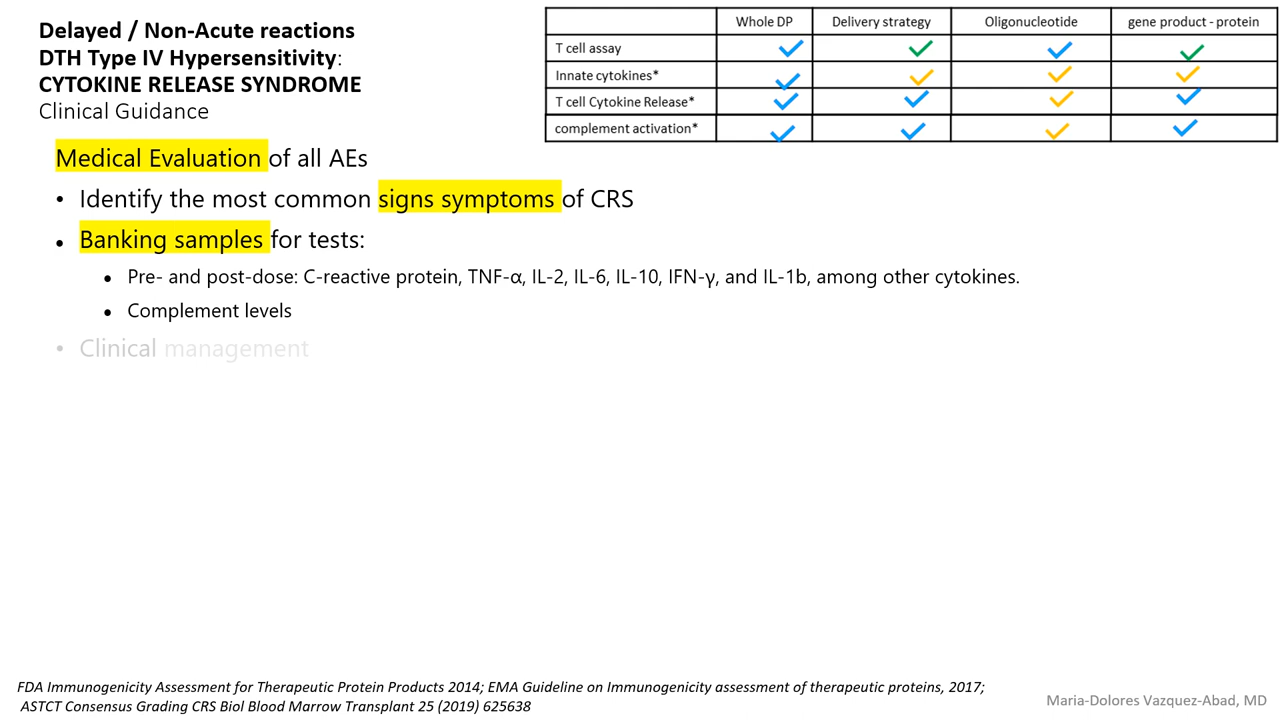 Delayed / Non-Acute reactions
DTH Type IV Hypersensitivity:
CYTOKINE RELEASE SYNDROME
Clinical Guidance
Whole DP Delivery strategy Oligonucleotide gene product - protein
T cell assay
Innate cytokines*
T cell Cytokine Release*
complement activation*
Medical Evaluation of all AEs
• Identify the most common signs symptoms of CRS
• Banking samples for tests:
• Pre- and post-dose: C-reactive protein, TNF-α, IL-2, IL-6, IL-10, IFN-γ, and IL-1b, among other cytokines.
• Complement levels
• Clinical management
FDA Immunogenicity Assessment for Therapeutic Protein Products 2014; EMA Guideline on Immunogenicity assessment of therapeutic proteins, 2017;
ASTCT Consensus Grading CRS Biol Blood Marrow Transplant 25 (2019) 625638
Maria-Dolores Vazquez-Abad, MD